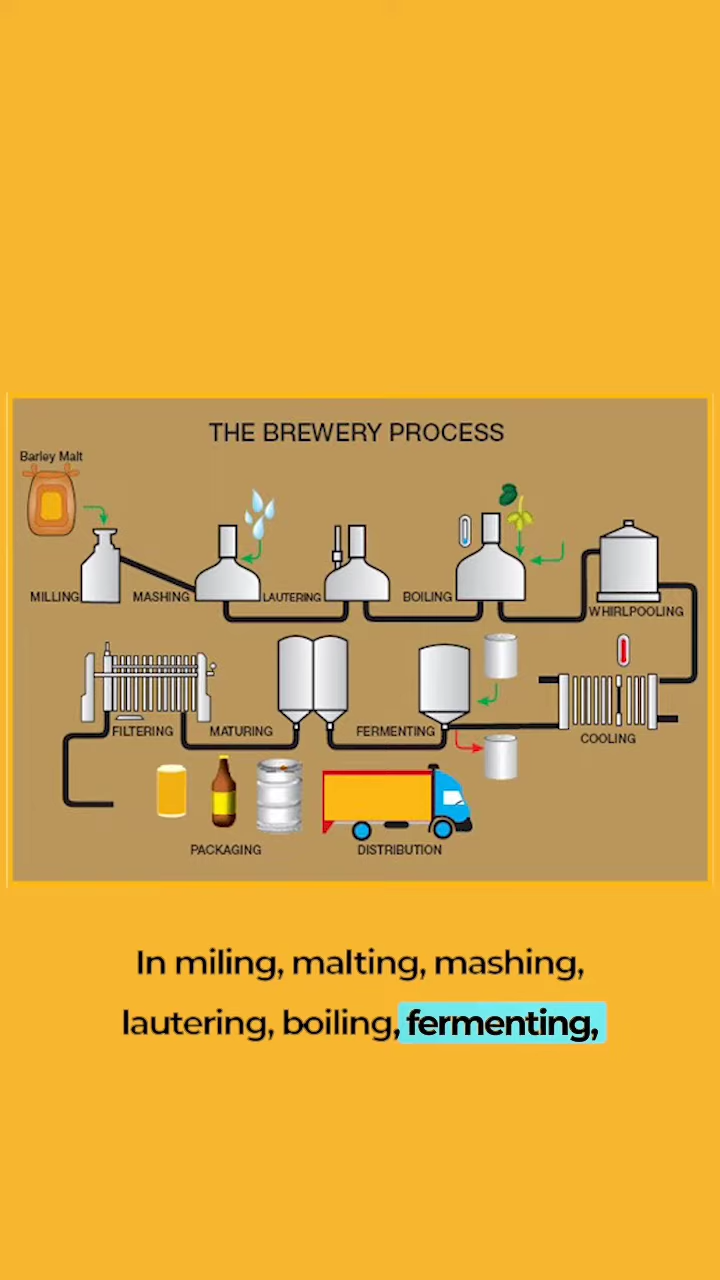 THE BREWERY PROCESS
Barley Malt
MILLING
MASHING
LAUTERING
BOILING
WHIRLPOOLING
FILTERING
MATURING
FERMENTING
COOLING
PACKAGING
DISTRIBUTION
In miling, malting, mashing,
lautering, boiling, fermenting,